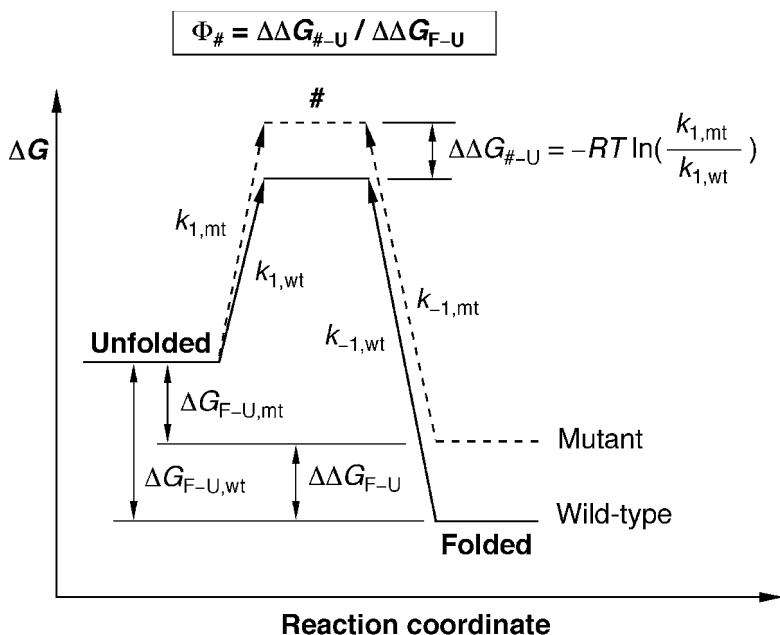 Φ# = ΔΔG#–U / ΔΔGF–U
#
ΔG
ΔΔG#–U = –RT ln(k1,mt / k1,wt)
k1,mt
k1,wt
k–1,mt
k–1,wt
Unfolded
ΔGF–U,mt
Mutant
ΔGF–U,wt
ΔΔGF–U
Wild-type
Folded
Reaction coordinate